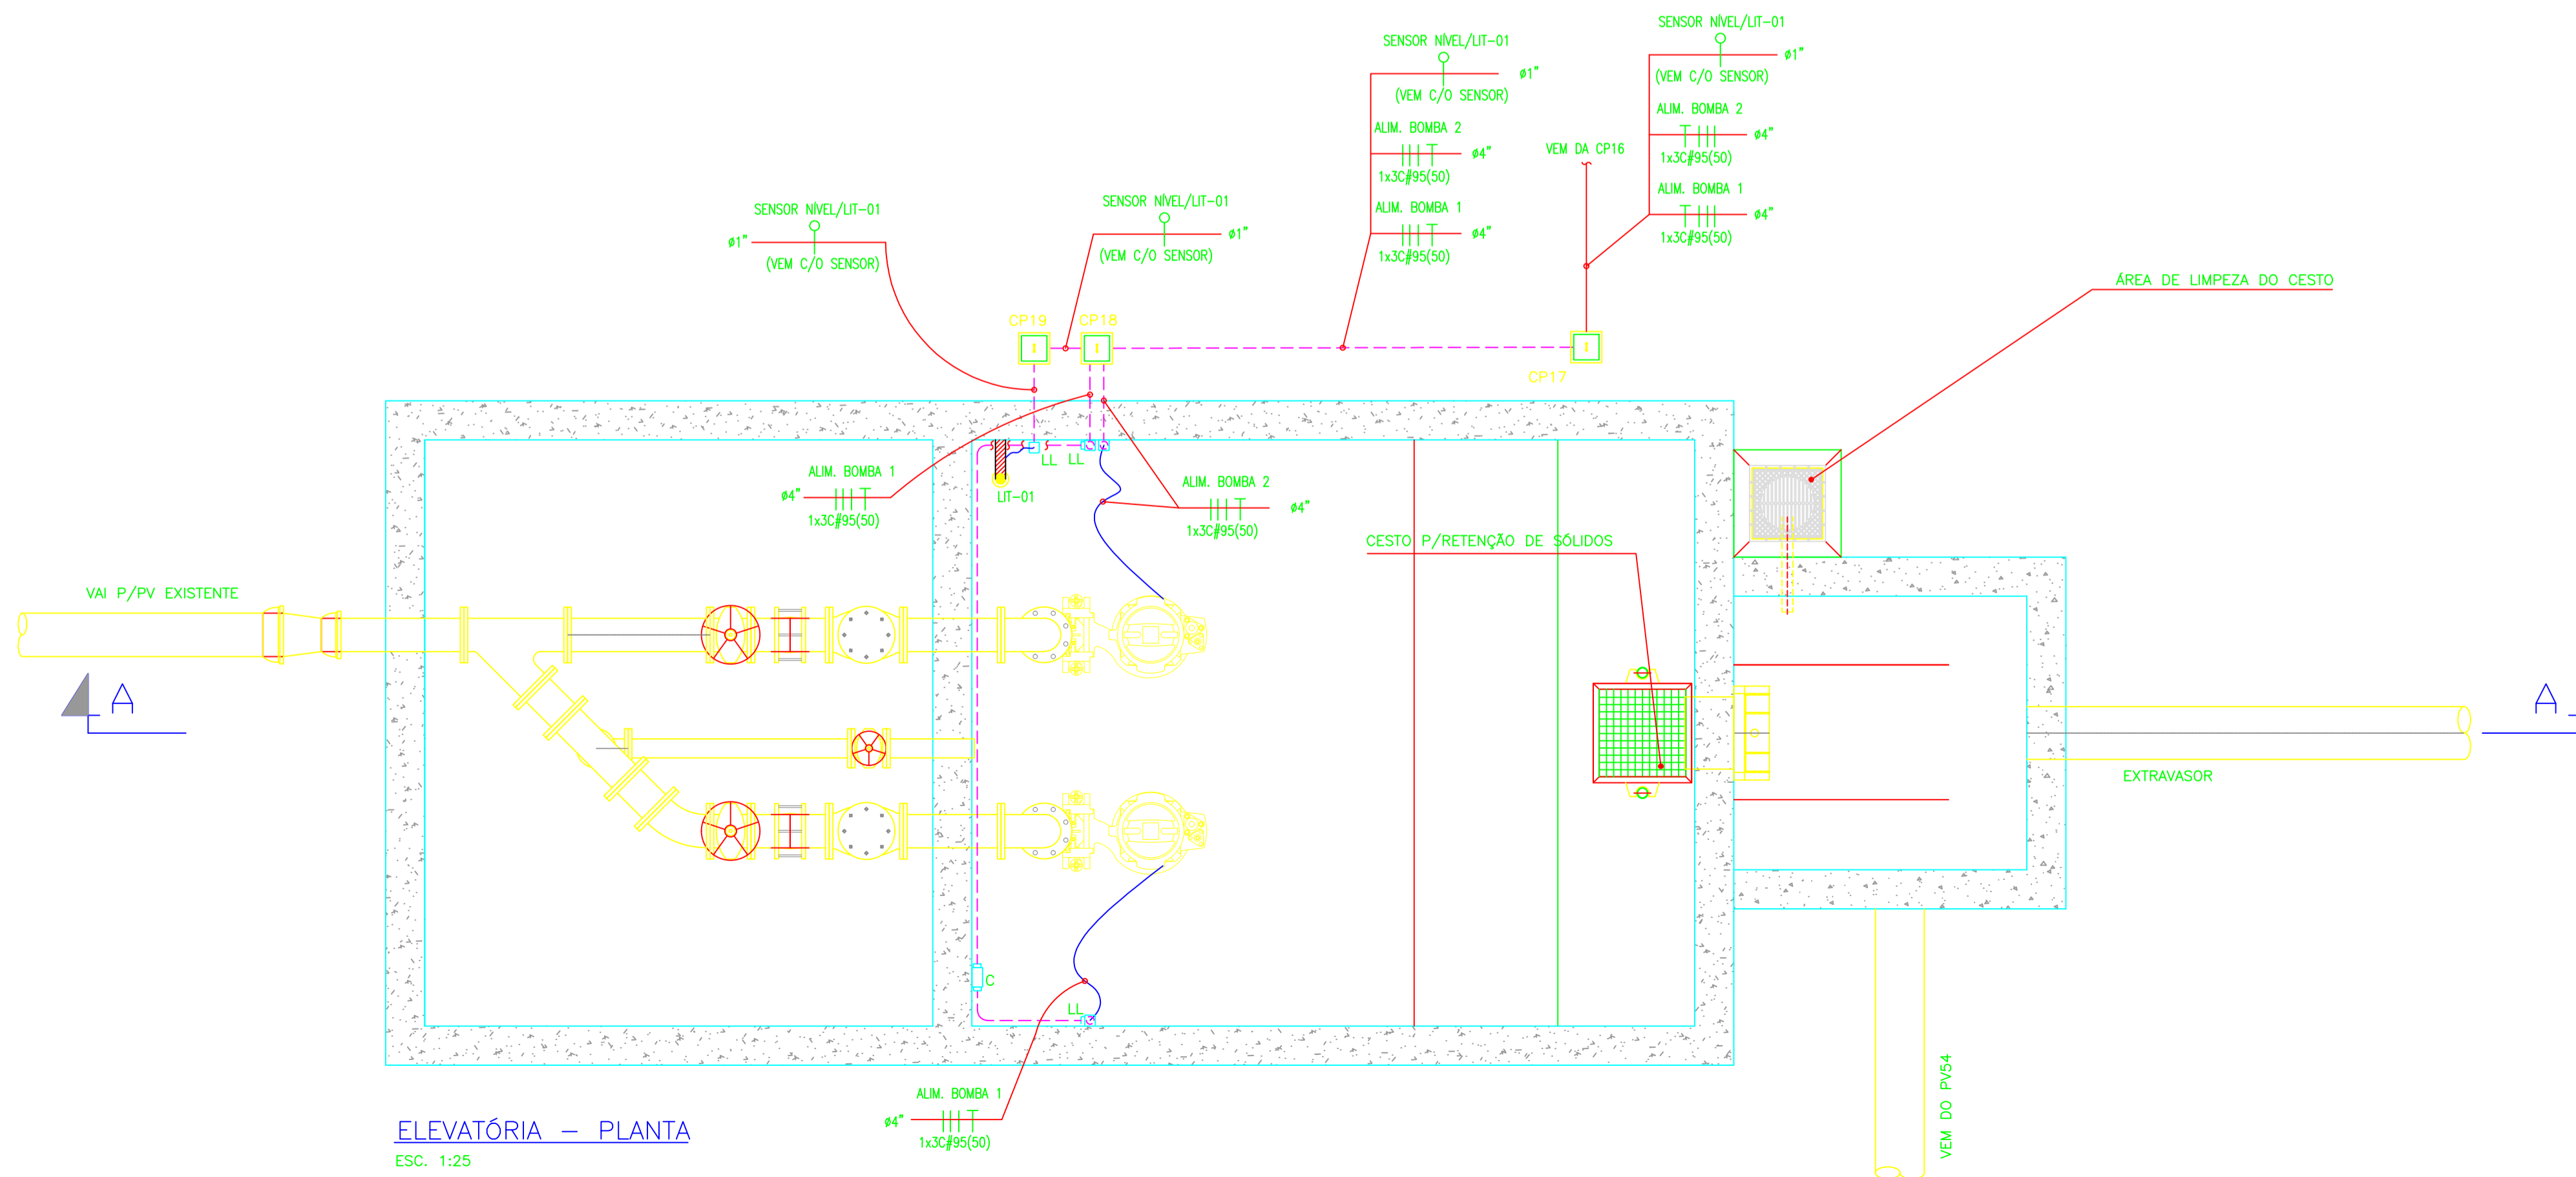 SENSOR NÍVEL/LIT-01
ø1"
(VEM C/O SENSOR)
ALIM. BOMBA 2
ø4"
1x3C#95(50)
ALIM. BOMBA 1
ø4"
1x3C#95(50)
SENSOR NÍVEL/LIT-01
ø1"
(VEM C/O SENSOR)
ALIM. BOMBA 2
ø4"
1x3C#95(50)
ALIM. BOMBA 1
ø4"
1x3C#95(50)
VEM DA CP16
SENSOR NÍVEL/LIT-01
ø1"
(VEM C/O SENSOR)
SENSOR NÍVEL/LIT-01
ø1"
(VEM C/O SENSOR)
ÁREA DE LIMPEZA DO CESTO
CP19
CP18
CP17
LL
LL
LIT-01
ALIM. BOMBA 1
ø4"
1x3C#95(50)
ALIM. BOMBA 2
ø4"
1x3C#95(50)
CESTO P/RETENÇÃO DE SÓLIDOS
VAI P/PV EXISTENTE
A
A
EXTRAVASOR
C
LL
VEM DO PV54
ALIM. BOMBA 1
ø4"
1x3C#95(50)
ELEVATÓRIA - PLANTA
ESC. 1:25